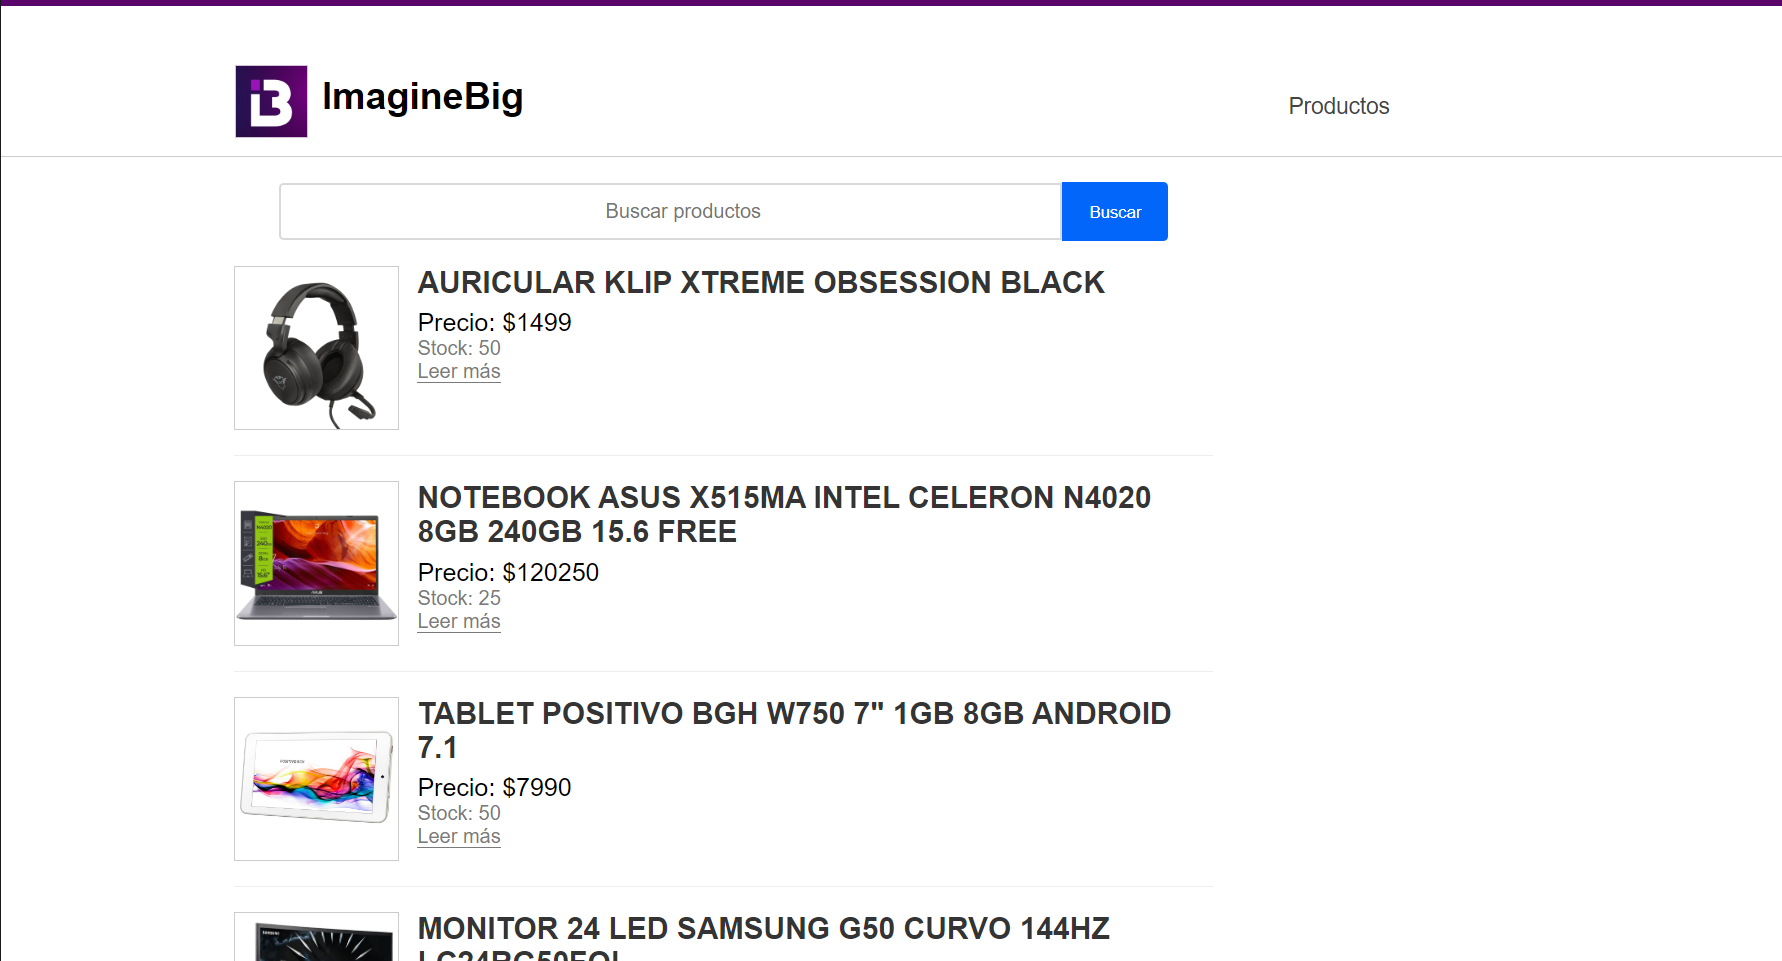 ImagineBig
Productos
Buscar productos
Buscar
AURICULAR KLIP XTREME OBSESSION BLACK
Precio: $1499
Stock: 50
Leer más
NOTEBOOK ASUS X515MA INTEL CELERON N4020
8GB 240GB 15.6 FREE
Precio: $120250
Stock: 25
Leer más
TABLET POSITIVO BGH W750 7" 1GB 8GB ANDROID
7.1
Precio: $7990
Stock: 50
Leer más
SAMSUNG
MONITOR 24 LED SAMSUNG G50 CURVO 144HZ